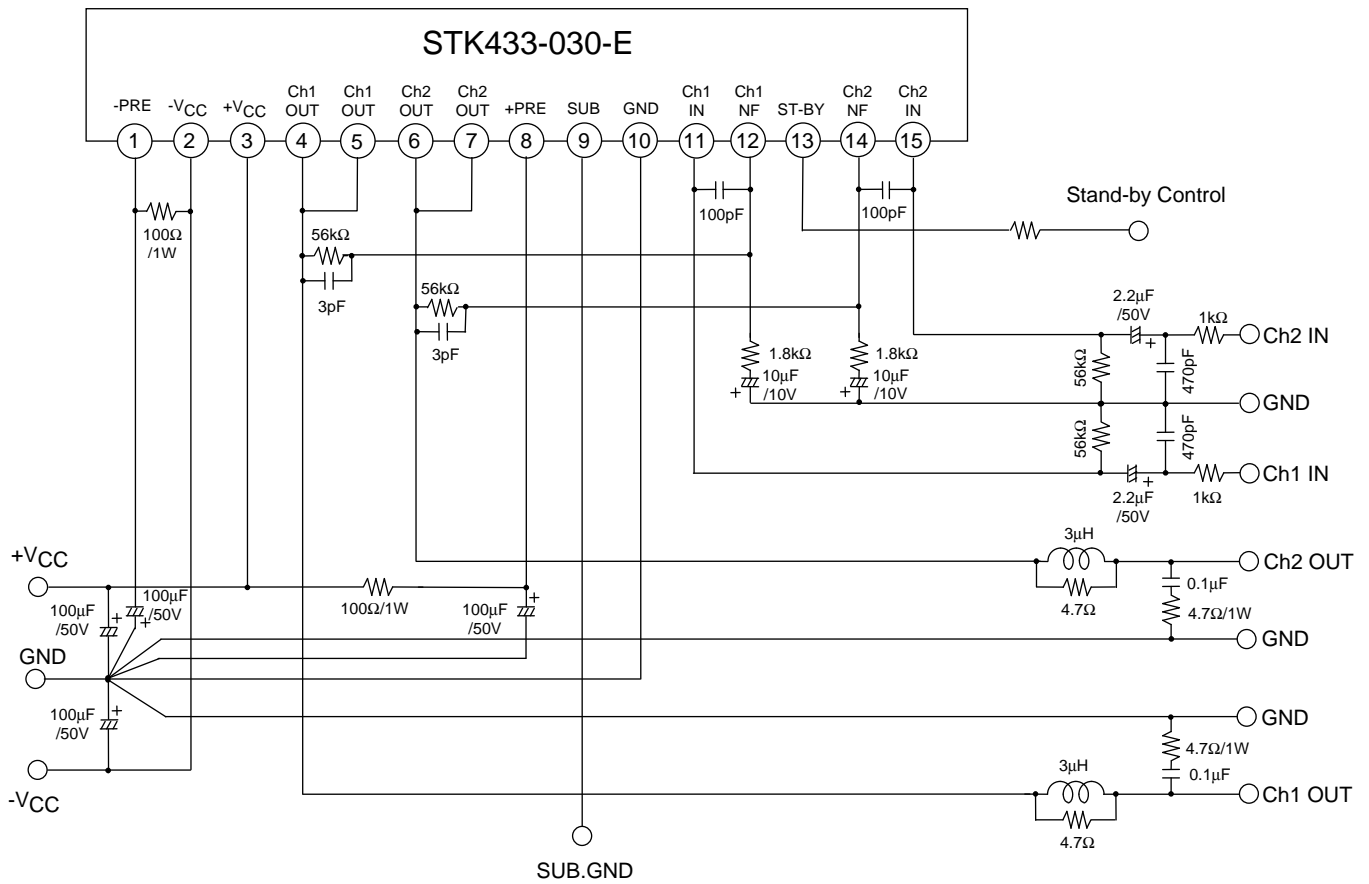 STK433-030-E
-PRE
-VCC
+VCC
Ch1
OUT
Ch1
OUT
Ch2
OUT
Ch2
OUT
+PRE
SUB
GND
Ch1
IN
Ch1
NF
ST-BY
Ch2
NF
Ch2
IN
1
2
3
4
5
6
7
8
9
10
11
12
13
14
15
100Ω
/1W
56kΩ
3pF
56kΩ
3pF
100pF
100pF
Stand-by Control
1.8kΩ
10µF
/10V
1.8kΩ
10µF
/10V
2.2µF
/50V
+
1kΩ
Ch2 IN
56kΩ
470pF
GND
56kΩ
470pF
Ch1 IN
+
2.2µF
/50V
1kΩ
+
+
3µH
4.7Ω
Ch2 OUT
0.1µF
4.7Ω/1W
GND
+VCC
100µF
/50V
+
100µF
/50V
+
100Ω/1W
100µF
/50V
+
GND
100µF
/50V
+
-VCC
GND
4.7Ω/1W
0.1µF
3µH
4.7Ω
Ch1 OUT
SUB.GND